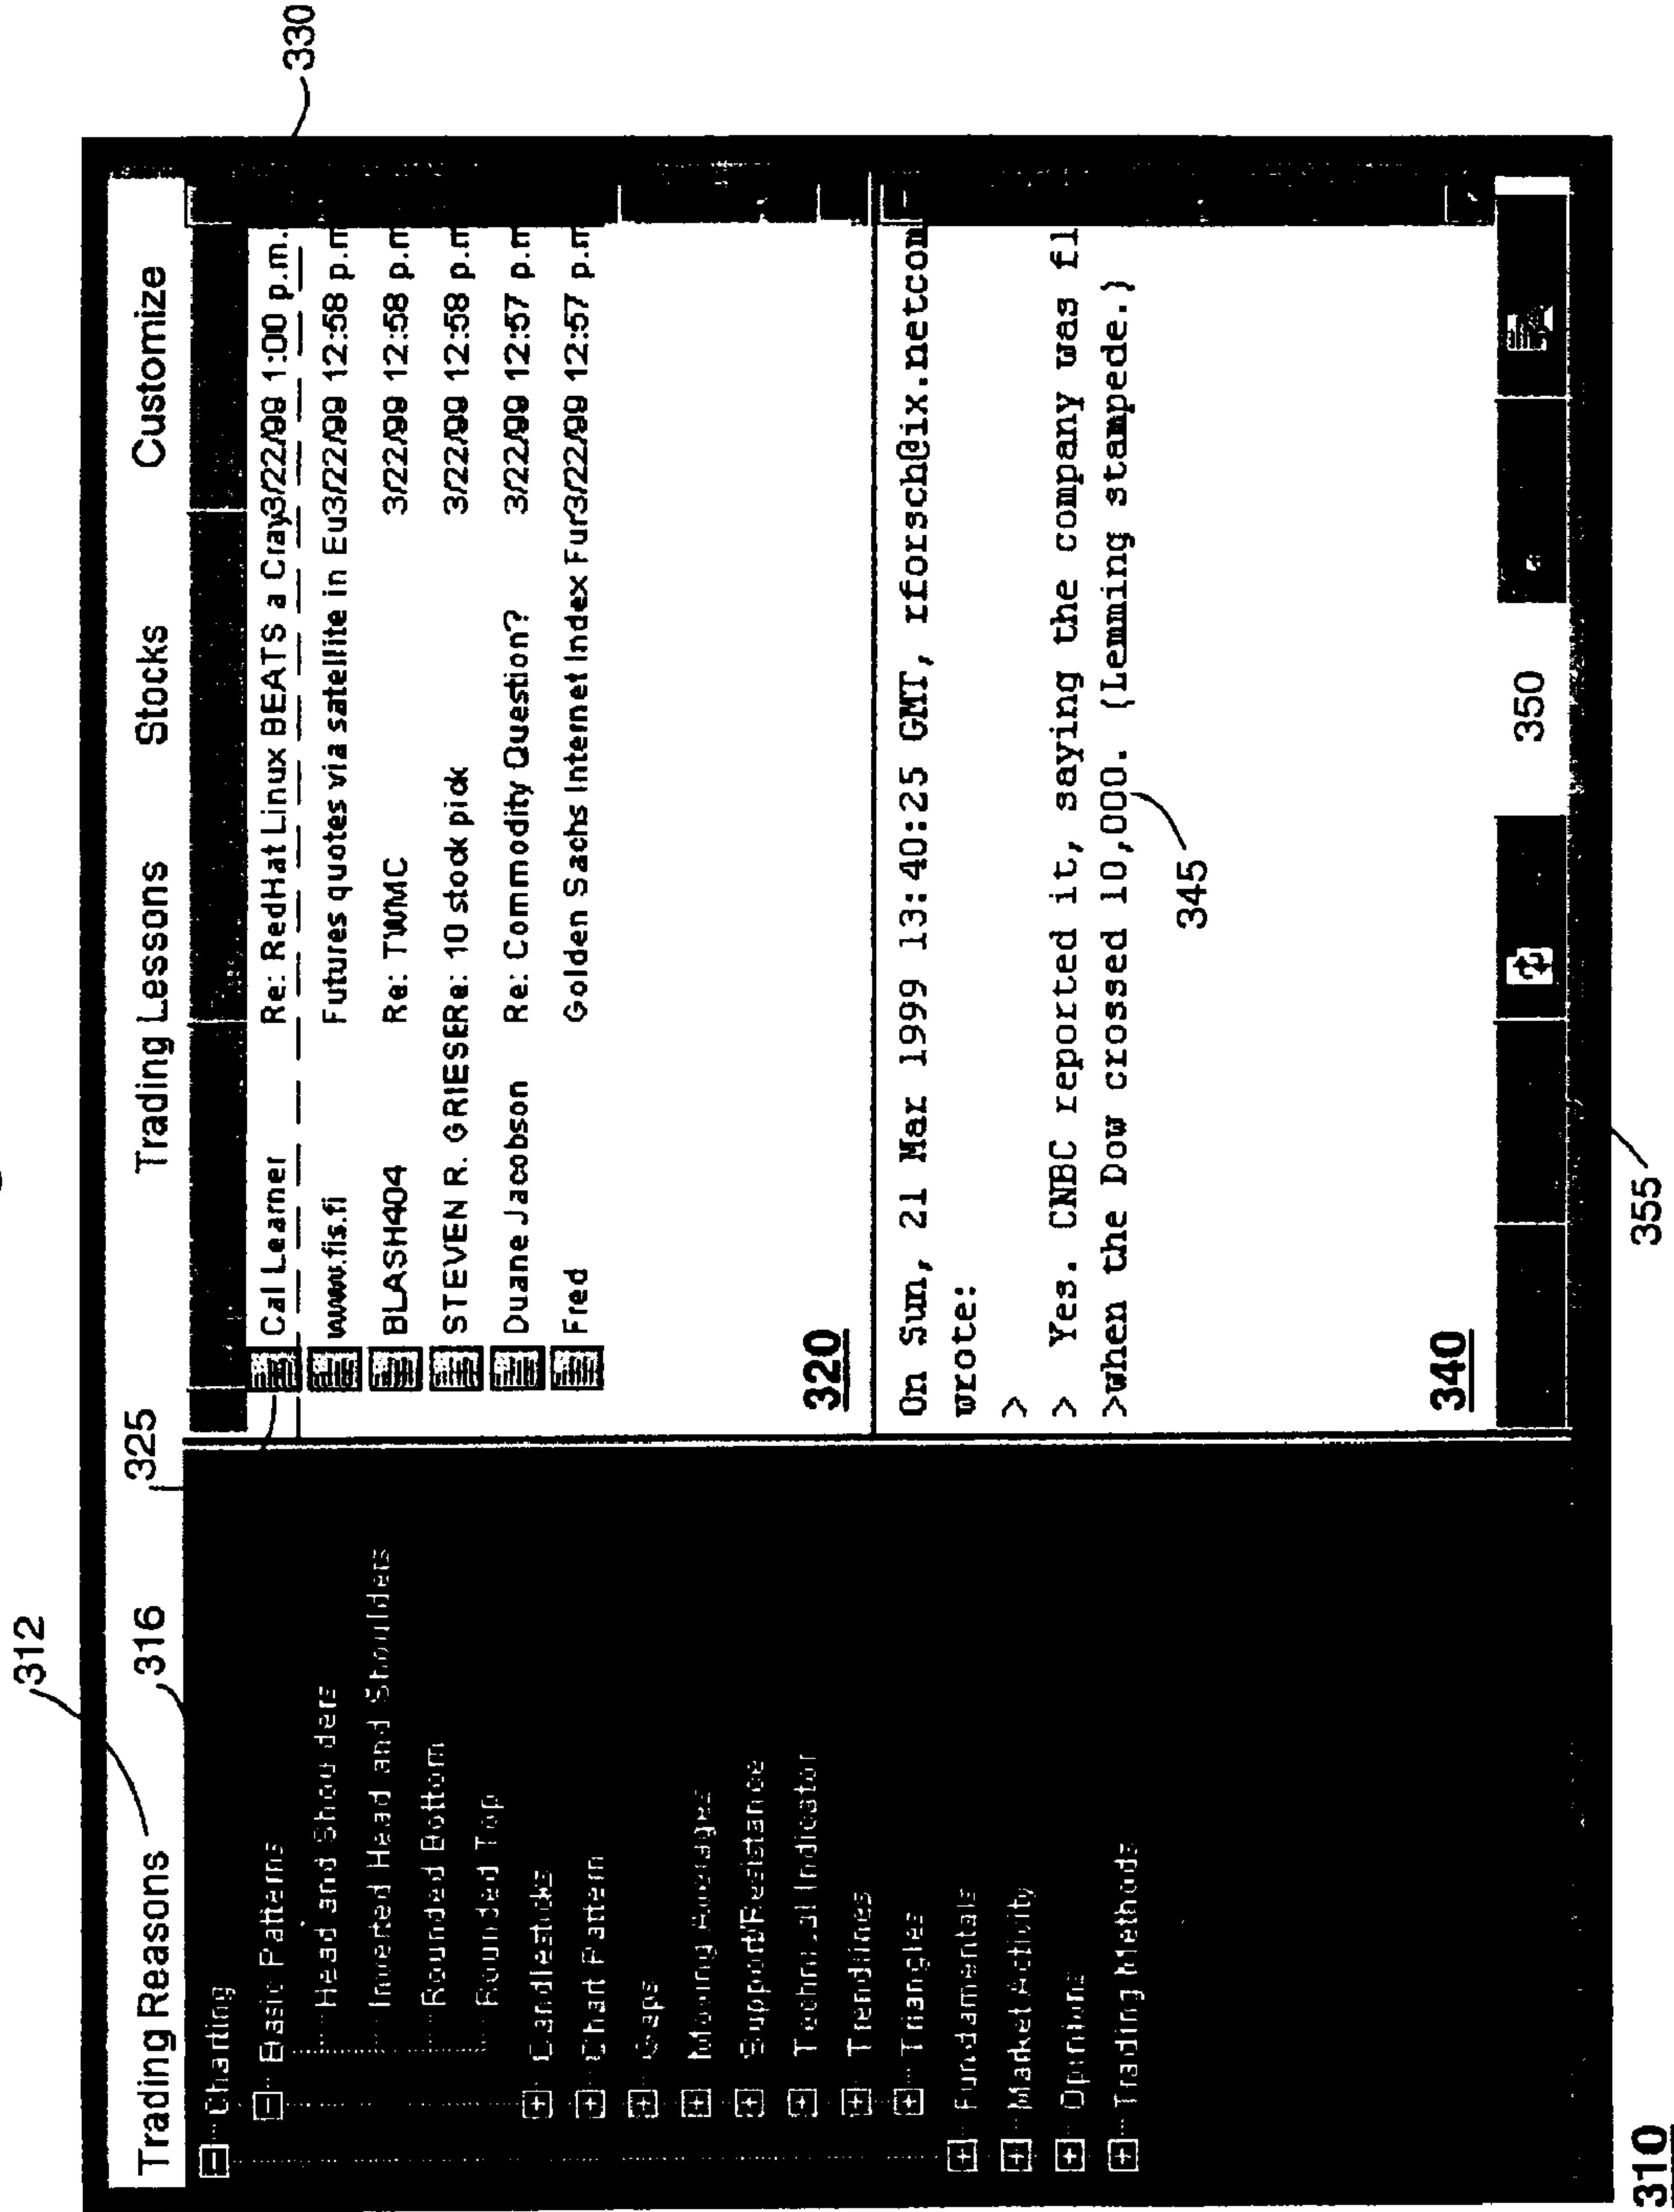 312
330
Trading Reasons
316
325
Trading Lessons
Stocks
Customize
Charting
Basic Patterns
Head and Shoulders
Inverted Head and Shoulders
Rounded Bottom
Rounded Top
Candlesticks
Chart Pattern
Gaps
Moving Averages
Support/Resistance
Technical Indicator
Trendlines
Triangles
Fundamentals
Market Activity
Opinions
Trading Methods
Cal Learner Re: RedHat Linux BEATS a Cray 3/22/99 1:00 p.m.
www.fis.fi Futures quotes via satellite in Eu 3/22/99 12:58 p.m
BLASH404 Re: TWMC 3/22/99 12:58 p.m
STEVEN R. GRIESER Re: 10 stock pick 3/22/99 12:58 p.m
Duane Jacobson Re: Commodity Question? 3/22/99 12:57 p.m
Fred Golden Sachs Internet Index Fur 3/22/99 12:57 p.m
320
On Sun, 21 Mar 1999 13:40:25 GMT, rforsch@ix.netcom
wrote:
>
> Yes. CNBC reported it, saying the company was fl
>when the Dow crossed 10,000. (Lemming stampede.)
345
340
350
355
310